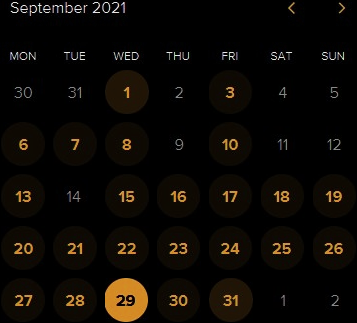 September 2021 < >
MON TUE WED THU FRI SAT SUN
30 31 1 2 3 4 5
6 7 8 9 10 11 12
13 14 15 16 17 18 19
20 21 22 23 24 25 26
27 28 29 30 31 1 2